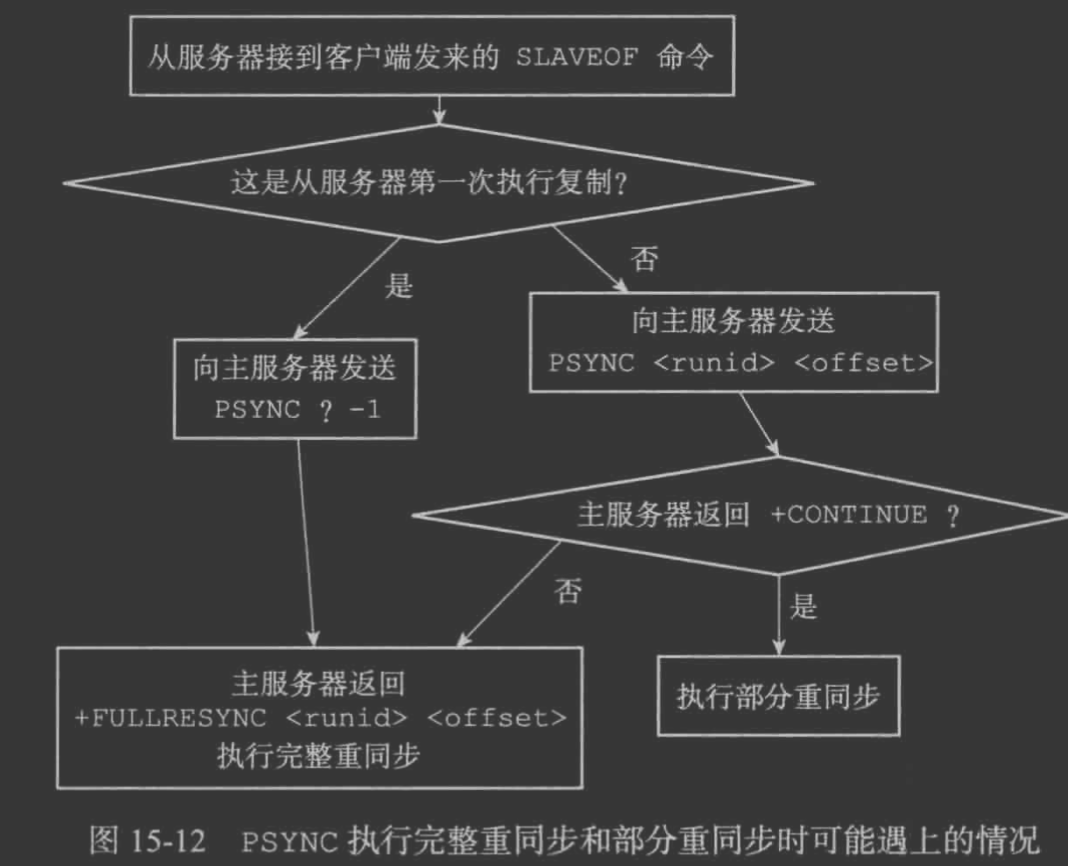 从服务器接到客户端发来的 SLAVEOF 命令
这是从服务器第一次执行复制?
是
否
向主服务器发送
PSYNC ? -1
向主服务器发送
PSYNC <runid> <offset>
主服务器返回 +CONTINUE ?
否
是
主服务器返回
+FULLRESYNC <runid> <offset>
执行完整重同步
执行部分重同步
图 15-12 PSYNC 执行完整重同步和部分重同步时可能遇上的情况